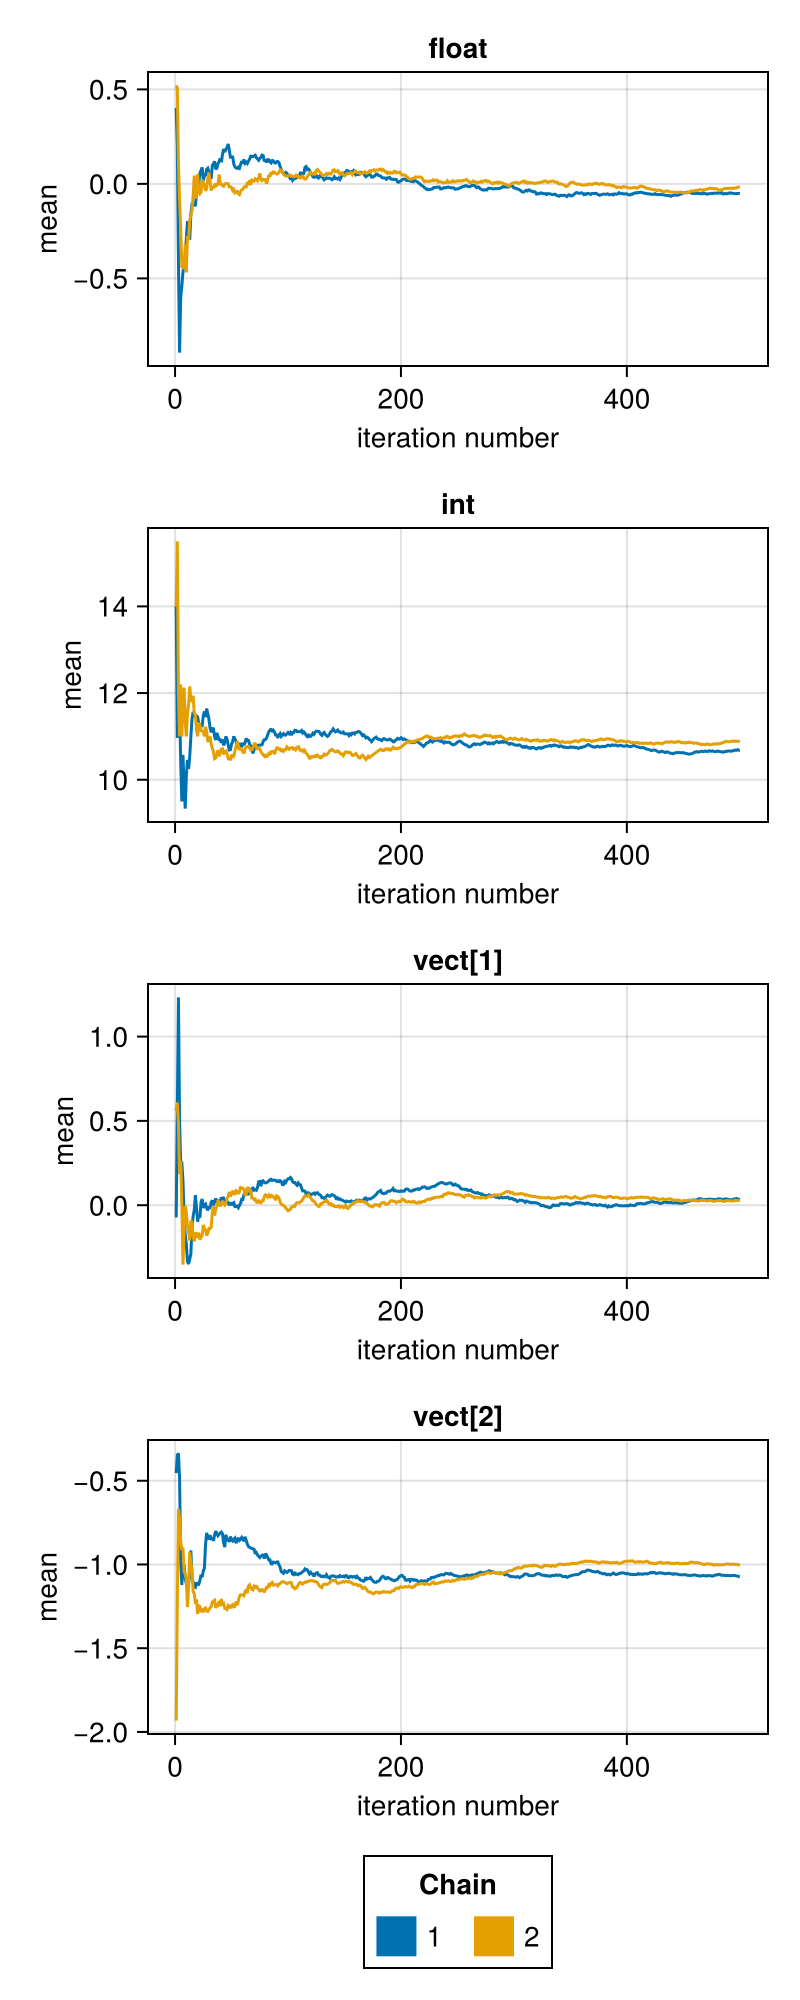 float
0.5
0.0
−0.5
mean
0 200 400
iteration number
int
14
12
10
mean
0 200 400
iteration number
vect[1]
1.0
0.5
0.0
mean
0 200 400
iteration number
vect[2]
−0.5
−1.0
−1.5
−2.0
mean
0 200 400
iteration number
Chain
1 2